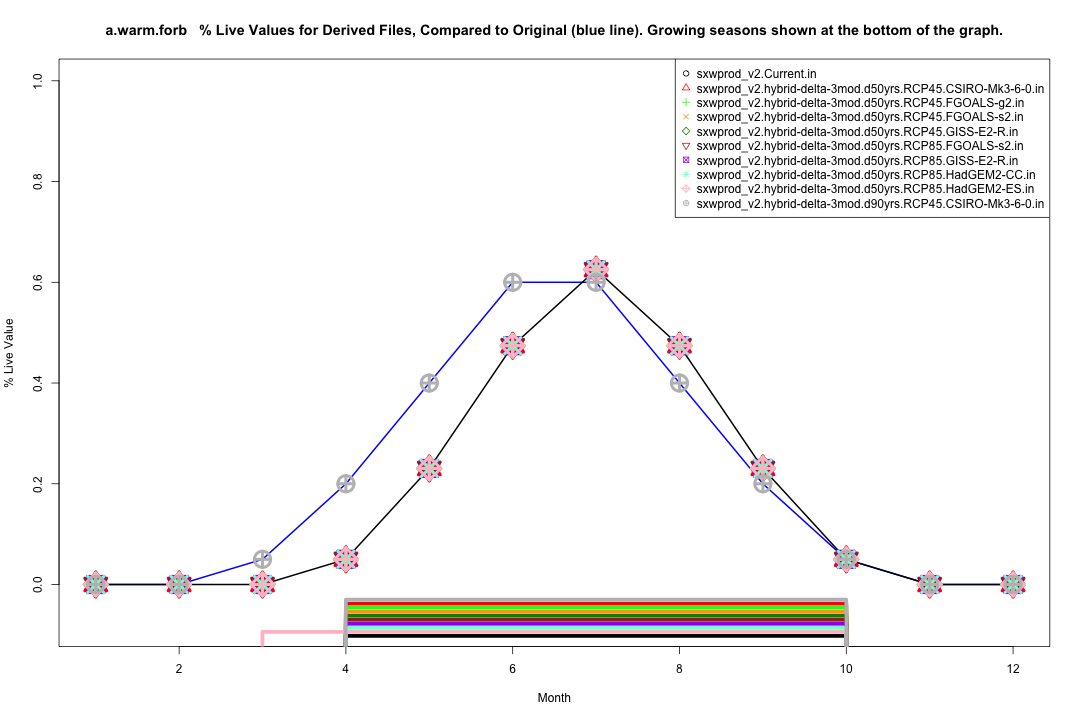 a.warm.forb   % Live Values for Derived Files, Compared to Original (blue line). Growing seasons shown at the bottom of the graph.
sxwprod_v2.Current.in
sxwprod_v2.hybrid-delta-3mod.d50yrs.RCP45.CSIRO-Mk3-6-0.in
sxwprod_v2.hybrid-delta-3mod.d50yrs.RCP45.FGOALS-g2.in
sxwprod_v2.hybrid-delta-3mod.d50yrs.RCP45.FGOALS-s2.in
sxwprod_v2.hybrid-delta-3mod.d50yrs.RCP45.GISS-E2-R.in
sxwprod_v2.hybrid-delta-3mod.d50yrs.RCP85.FGOALS-s2.in
sxwprod_v2.hybrid-delta-3mod.d50yrs.RCP85.GISS-E2-R.in
sxwprod_v2.hybrid-delta-3mod.d50yrs.RCP85.HadGEM2-CC.in
sxwprod_v2.hybrid-delta-3mod.d50yrs.RCP85.HadGEM2-ES.in
sxwprod_v2.hybrid-delta-3mod.d90yrs.RCP45.CSIRO-Mk3-6-0.in
% Live Value
1.0
0.8
0.6
0.4
0.2
0.0
2 4 6 8 10 12
Month